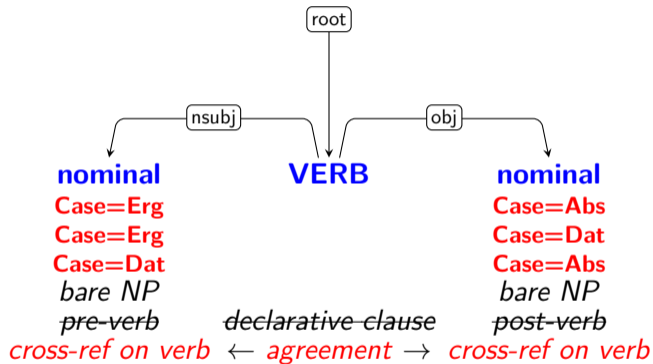 root
nsubj obj
nominal VERB nominal
Case=Erg Case=Abs
Case=Erg Case=Dat
Case=Dat Case=Abs
bare NP bare NP
pre-verb declarative clause post-verb
cross-ref on verb ← agreement → cross-ref on verb